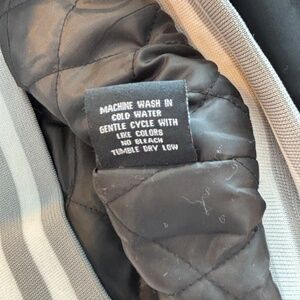 MACHINE WASH IN
COLD WATER
GENTLE CYCLE WITH
LIKE COLORS
NO BLEACH
TUMBLE DRY LOW